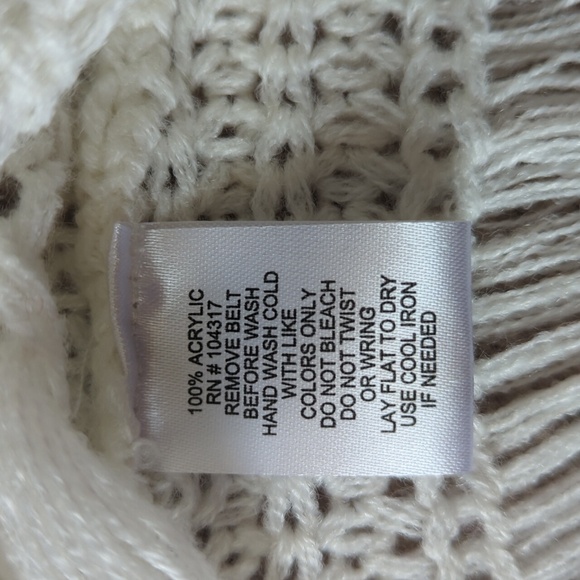 100% ACRYLIC
RN # 104317
REMOVE BELT
BEFORE WASH
HAND WASH COLD
WITH LIKE
COLORS ONLY
DO NOT BLEACH
DO NOT TWIST
OR WRING
LAY FLAT TO DRY
USE COOL IRON
IF NEEDED